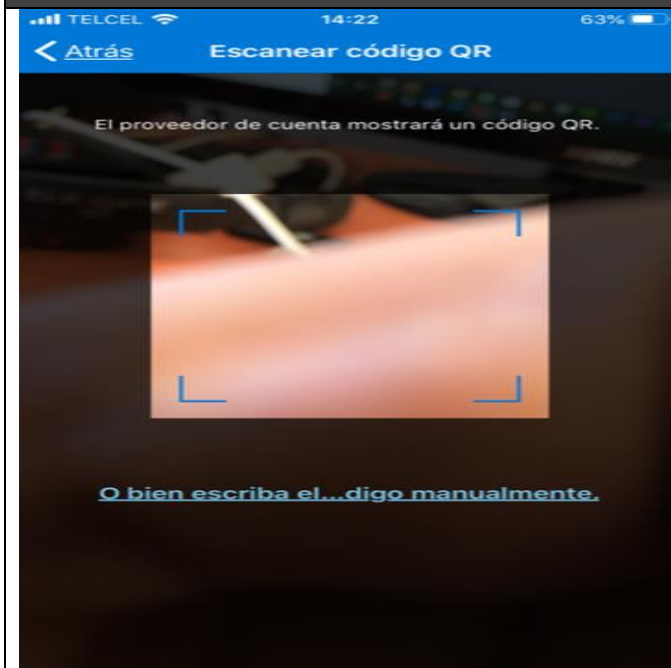 TELCEL 14:22 63%
Atrás Escanear código QR
El proveedor de cuenta mostrará un código QR.
O bien escriba el...digo manualmente.